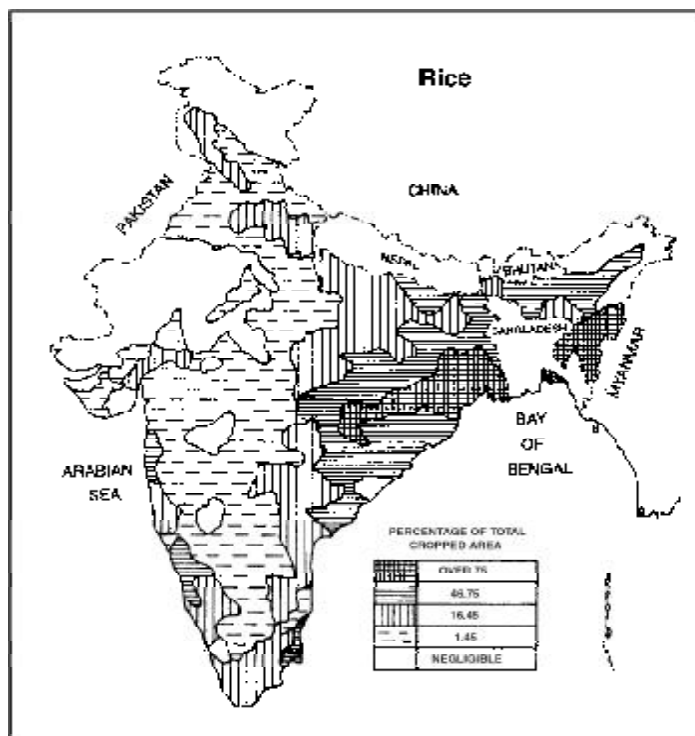 Rice
CHINA
PAKISTAN
NEPAL
BHUTAN
BANGLADESH
MYANMAR
BAY
OF
BENGAL
ARABIAN
SEA
PERCENTAGE OF TOTAL
CROPPED AREA
OVER 75
46.75
16.45
1.45
NEGLIGIBLE